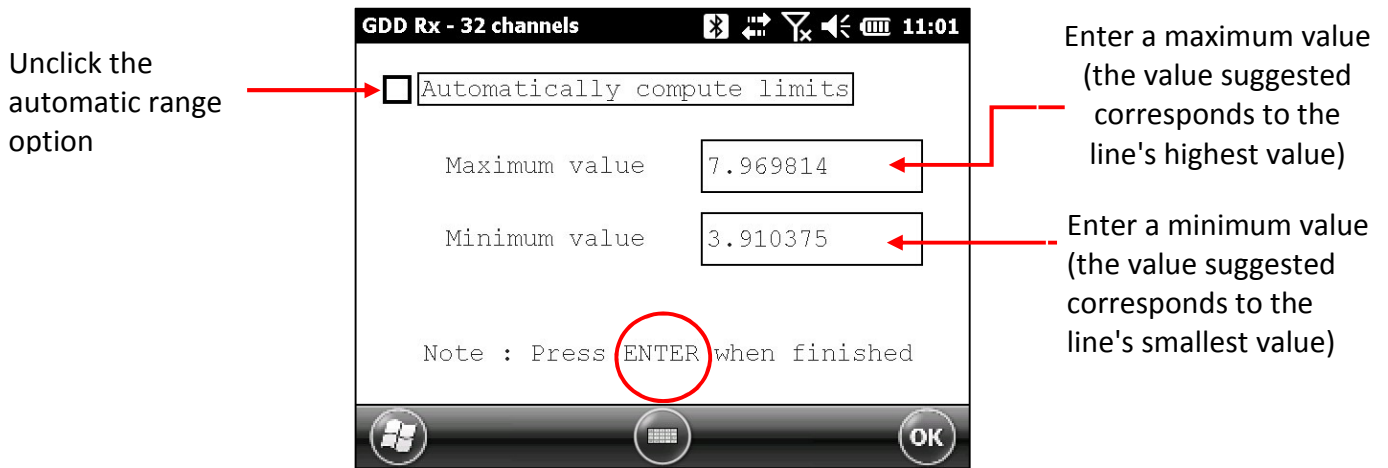 Unclick the
automatic range
option
GDD Rx - 32 channels 11:01
Automatically compute limits
Maximum value 7.969814
Minimum value 3.910375
Note : Press ENTER when finished
OK
Enter a maximum value
(the value suggested
corresponds to the
line's highest value)
Enter a minimum value
(the value suggested
corresponds to the
line's smallest value)